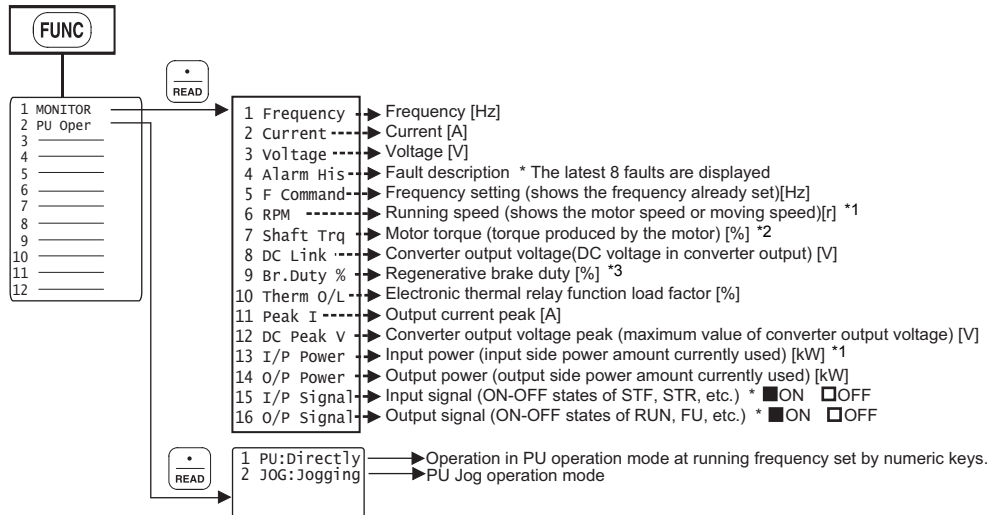 FUNC
·
READ
1 MONITOR
2 PU Oper
3
4
5
6
7
8
9
10
11
12
1 Frequency Frequency [Hz]
2 Current Current [A]
3 Voltage Voltage [V]
4 Alarm His Fault description * The latest 8 faults are displayed
5 F Command Frequency setting (shows the frequency already set)[Hz]
6 RPM Running speed (shows the motor speed or moving speed)[r] *1
7 Shaft Trq Motor torque (torque produced by the motor) [%] *2
8 DC Link Converter output voltage(DC voltage in converter output) [V]
9 Br.Duty % Regenerative brake duty [%] *3
10 Therm O/L Electronic thermal relay function load factor [%]
11 Peak I Output current peak [A]
12 DC Peak V Converter output voltage peak (maximum value of converter output voltage) [V]
13 I/P Power Input power (input side power amount currently used) [kW] *1
14 O/P Power Output power (output side power amount currently used) [kW]
15 I/P Signal Input signal (ON-OFF states of STF, STR, etc.) * ■ON □OFF
16 O/P Signal Output signal (ON-OFF states of RUN, FU, etc.) * ■ON □OFF
·
READ
1 PU:Directly Operation in PU operation mode at running frequency set by numeric keys.
2 JOG:Jogging PU Jog operation mode